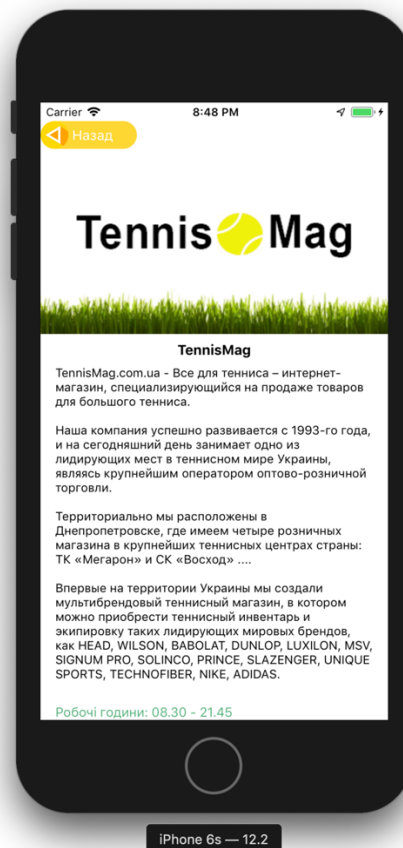 Carrier 8:48 PM
Назад
Tennis Mag
TennisMag
TennisMag.com.ua - Все для тенниса – интернет-
магазин, специализирующийся на продаже товаров
для большого тенниса.
Наша компания успешно развивается с 1993-го года,
и на сегодняшний день занимает одно из
лидирующих мест в теннисном мире Украины,
являясь крупнейшим оператором оптово-розничной
торговли.
Территориально мы расположены в
Днепропетровске, где имеем четыре розничных
магазина в крупнейших теннисных центрах страны:
ТК «Мегарон» и СК «Восход» ....
Впервые на территории Украины мы создали
мультибрендовый теннисный магазин, в котором
можно приобрести теннисный инвентарь и
экипировку таких лидирующих мировых брендов,
как HEAD, WILSON, BABOLAT, DUNLOP, LUXILON, MSV,
SIGNUM PRO, SOLINCO, PRINCE, SLAZENGER, UNIQUE
SPORTS, TECHNOFIBER, NIKE, ADIDAS.
Робочі години: 08.30 - 21.45
iPhone 6s — 12.2